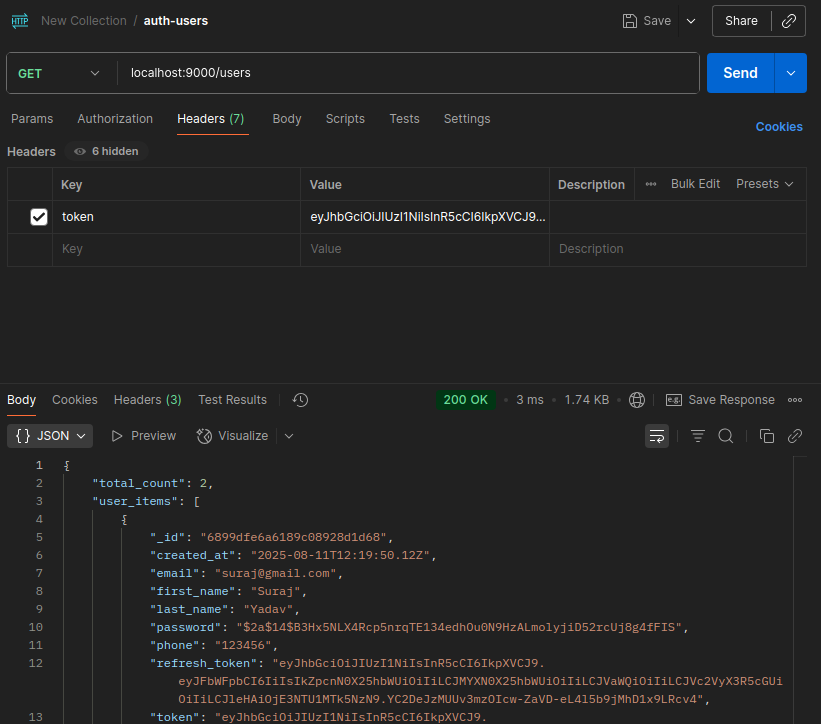 HTTP New Collection / auth-users Save Share
GET localhost:9000/users Send
Params Authorization Headers (7) Body Scripts Tests Settings Cookies
Headers 6 hidden
Key Value Description Bulk Edit Presets
token eyJhbGciOiJIUzI1NiIsInR5cCI6IkpXVCJ9...
Key Value Description
Body Cookies Headers (3) Test Results 200 OK • 3 ms • 1.74 KB • e.g. Save Response
{} JSON Preview Visualize
1 {
2 "total_count": 2,
3 "user_items": [
4 {
5 "_id": "6899dfe6a6189c08928d1d68",
6 "created_at": "2025-08-11T12:19:50.12Z",
7 "email": "suraj@gmail.com",
8 "first_name": "Suraj",
9 "last_name": "Yadav",
10 "password": "$2a$14$B3Hx5NLX4Rcp5nrqTE134edhOu0N9HzALmolyjiD52rcUj8g4fFIS",
11 "phone": "123456",
12 "refresh_token": "eyJhbGciOiJIUzI1NiIsInR5cCI6IkpXVCJ9.
eyJFbWFpbCI6IiIsIkZpcnN0X25hbWUiOiIiLCJMYXN0X25hbWUiOiIiLCJVaWQiOiIiLCJVc2VyX3R5cGUi
OiIiLCJleHAiOjE3NTU1MTk5NzN9.YC2DeJzMUUv3mzOIcw-ZaVD-eL4l5b9jMhD1x9LRcv4",
13 "token": "eyJhbGciOiJIUzI1NiIsInR5cCI6IkpXVCJ9.